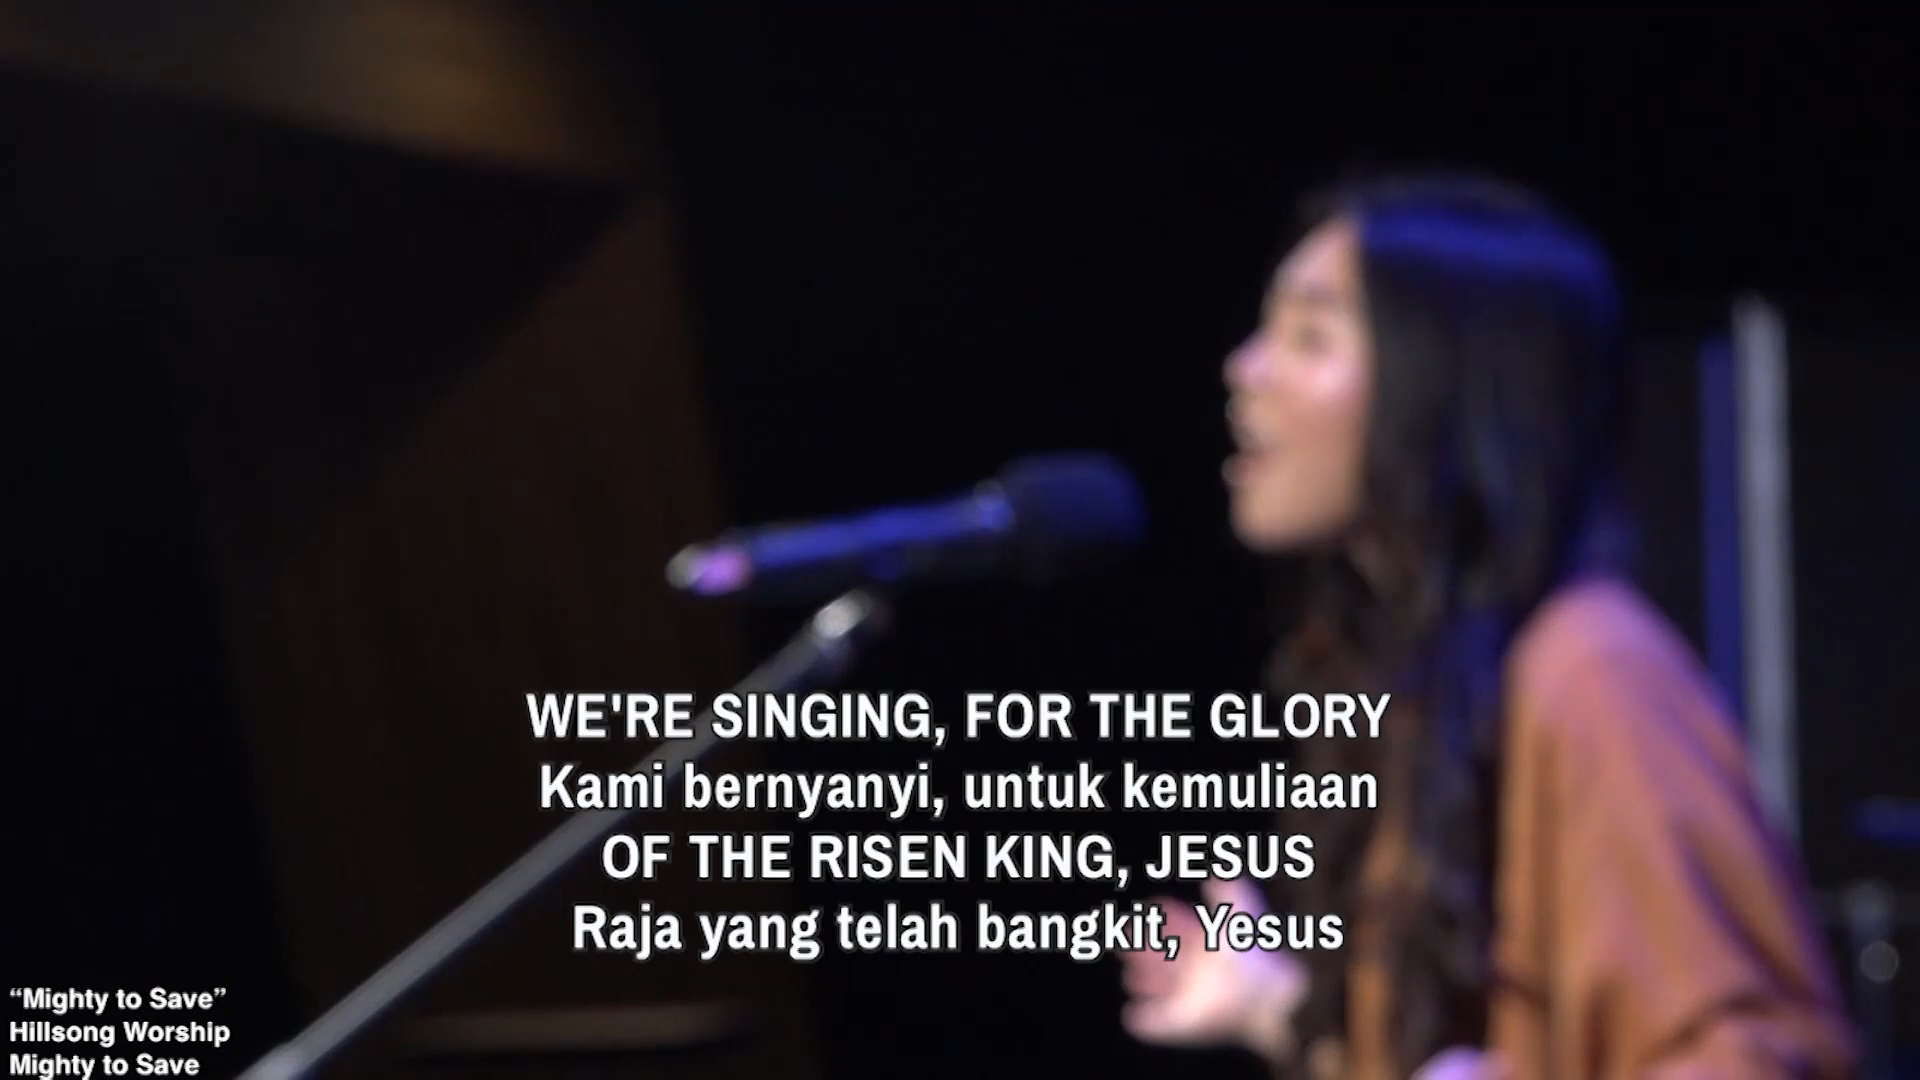 WE'RE SINGING, FOR THE GLORY
Kami bernyanyi, untuk kemuliaan
OF THE RISEN KING, JESUS
Raja yang telah bangkit, Yesus
“Mighty to Save”
Hillsong Worship
Mighty to Save